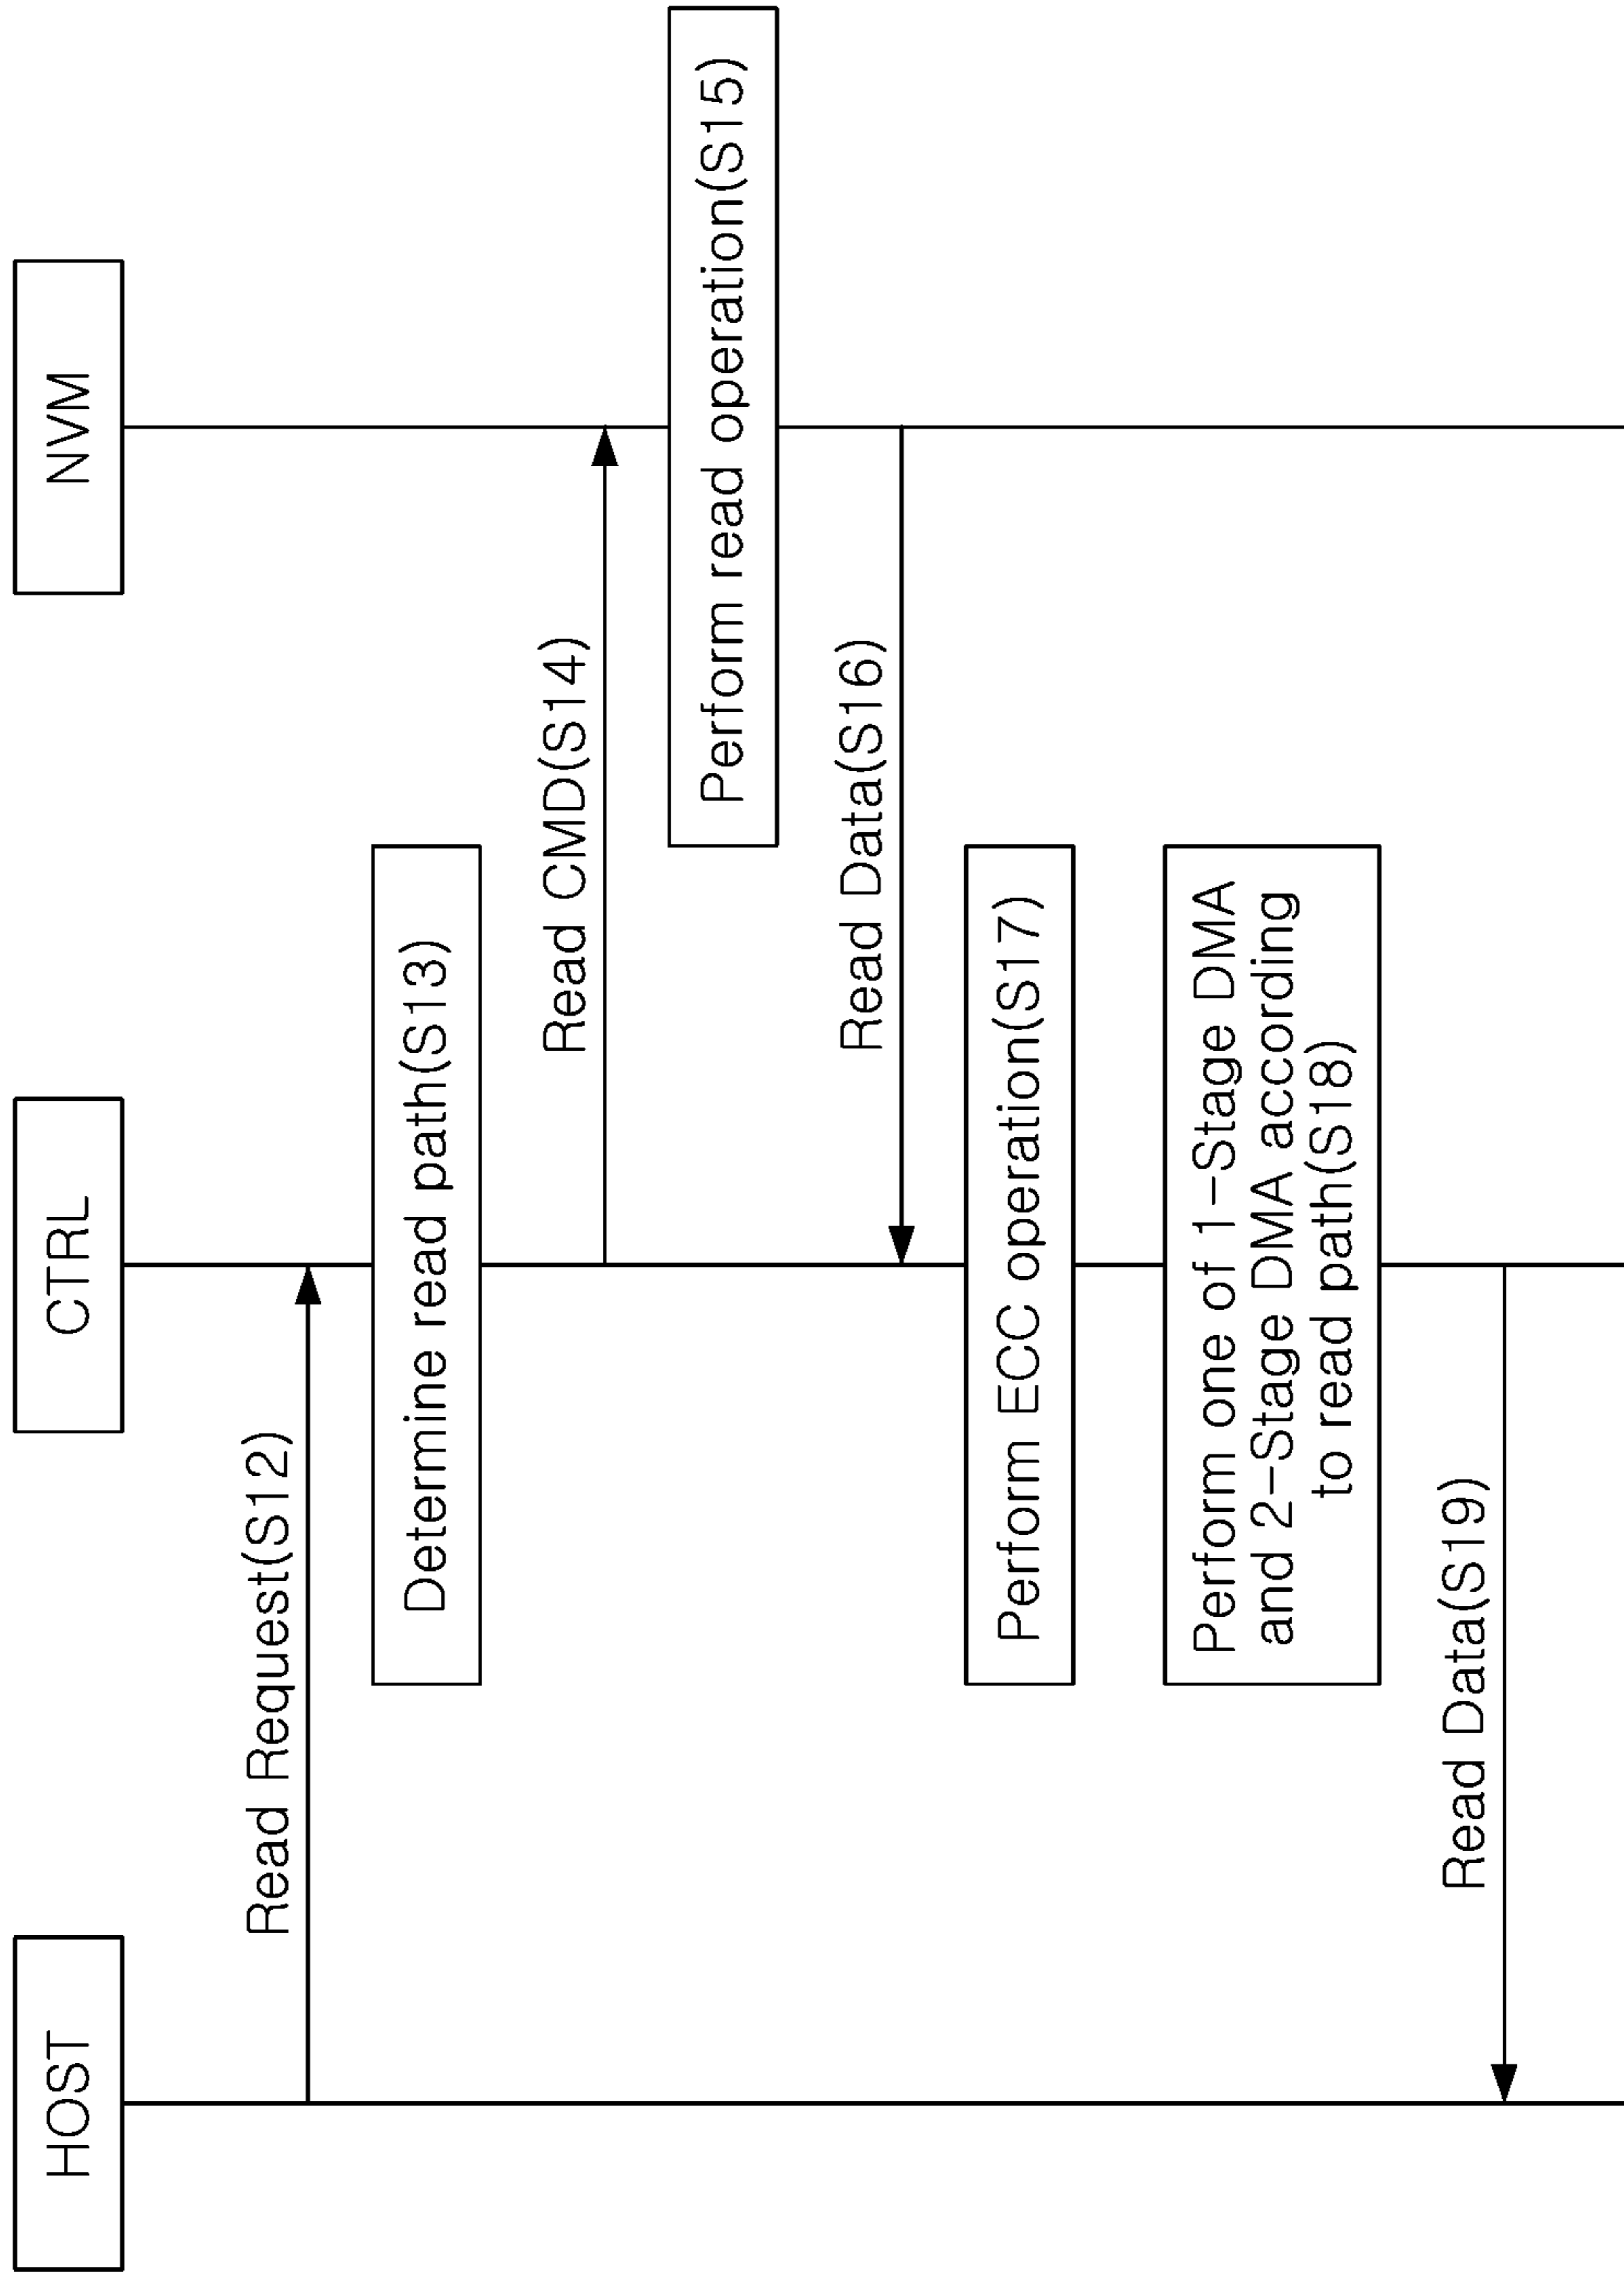 HOST
CTRL
NVM
Read Request(S12)
Determine read path(S13)
Read CMD(S14)
Perform read operation(S15)
Read Data(S16)
Perform ECC operation(S17)
Perform one of 1-Stage DMA
and 2-Stage DMA according
to read path(S18)
Read Data(S19)